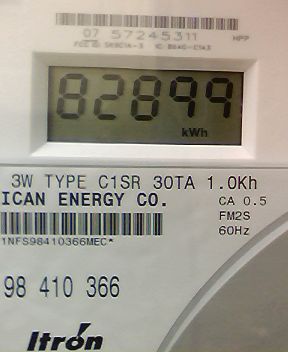 07 57245311 HPP
82899
kWh
3W TYPE C1SR 30TA 1.0Kh
ICAN ENERGY CO. CA 0.5
FM2S
1NFS98410366MEC* 60Hz
98 410 366
Itron